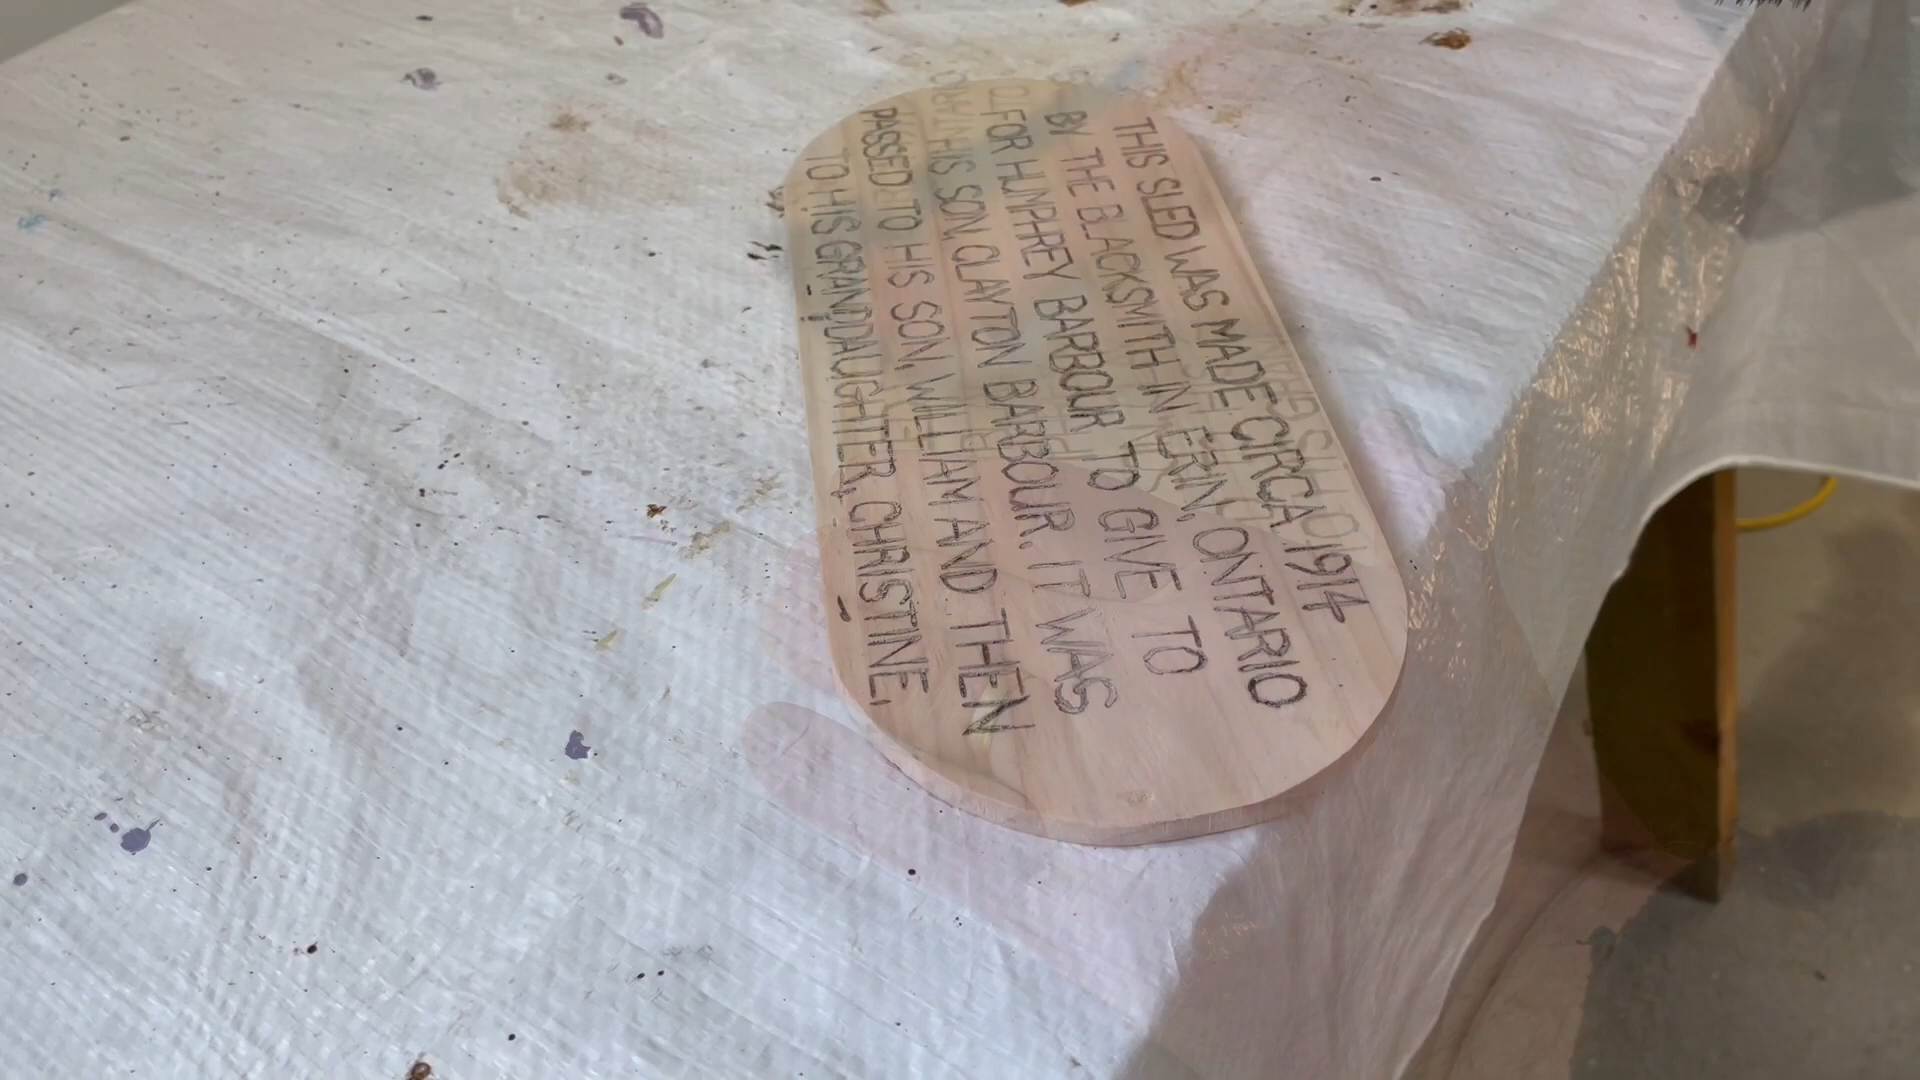 THIS SLED WAS MADE CIRCA 1914
BY THE BLACKSMITH IN ERIN, ONTARIO
FOR HUMPHREY BARBOUR TO GIVE TO
HIS SON CLAYTON BARBOUR. IT WAS
PASSED TO HIS SON, WILLIAM AND THEN
TO HIS GRANDDAUGHTER, CHRISTINE.